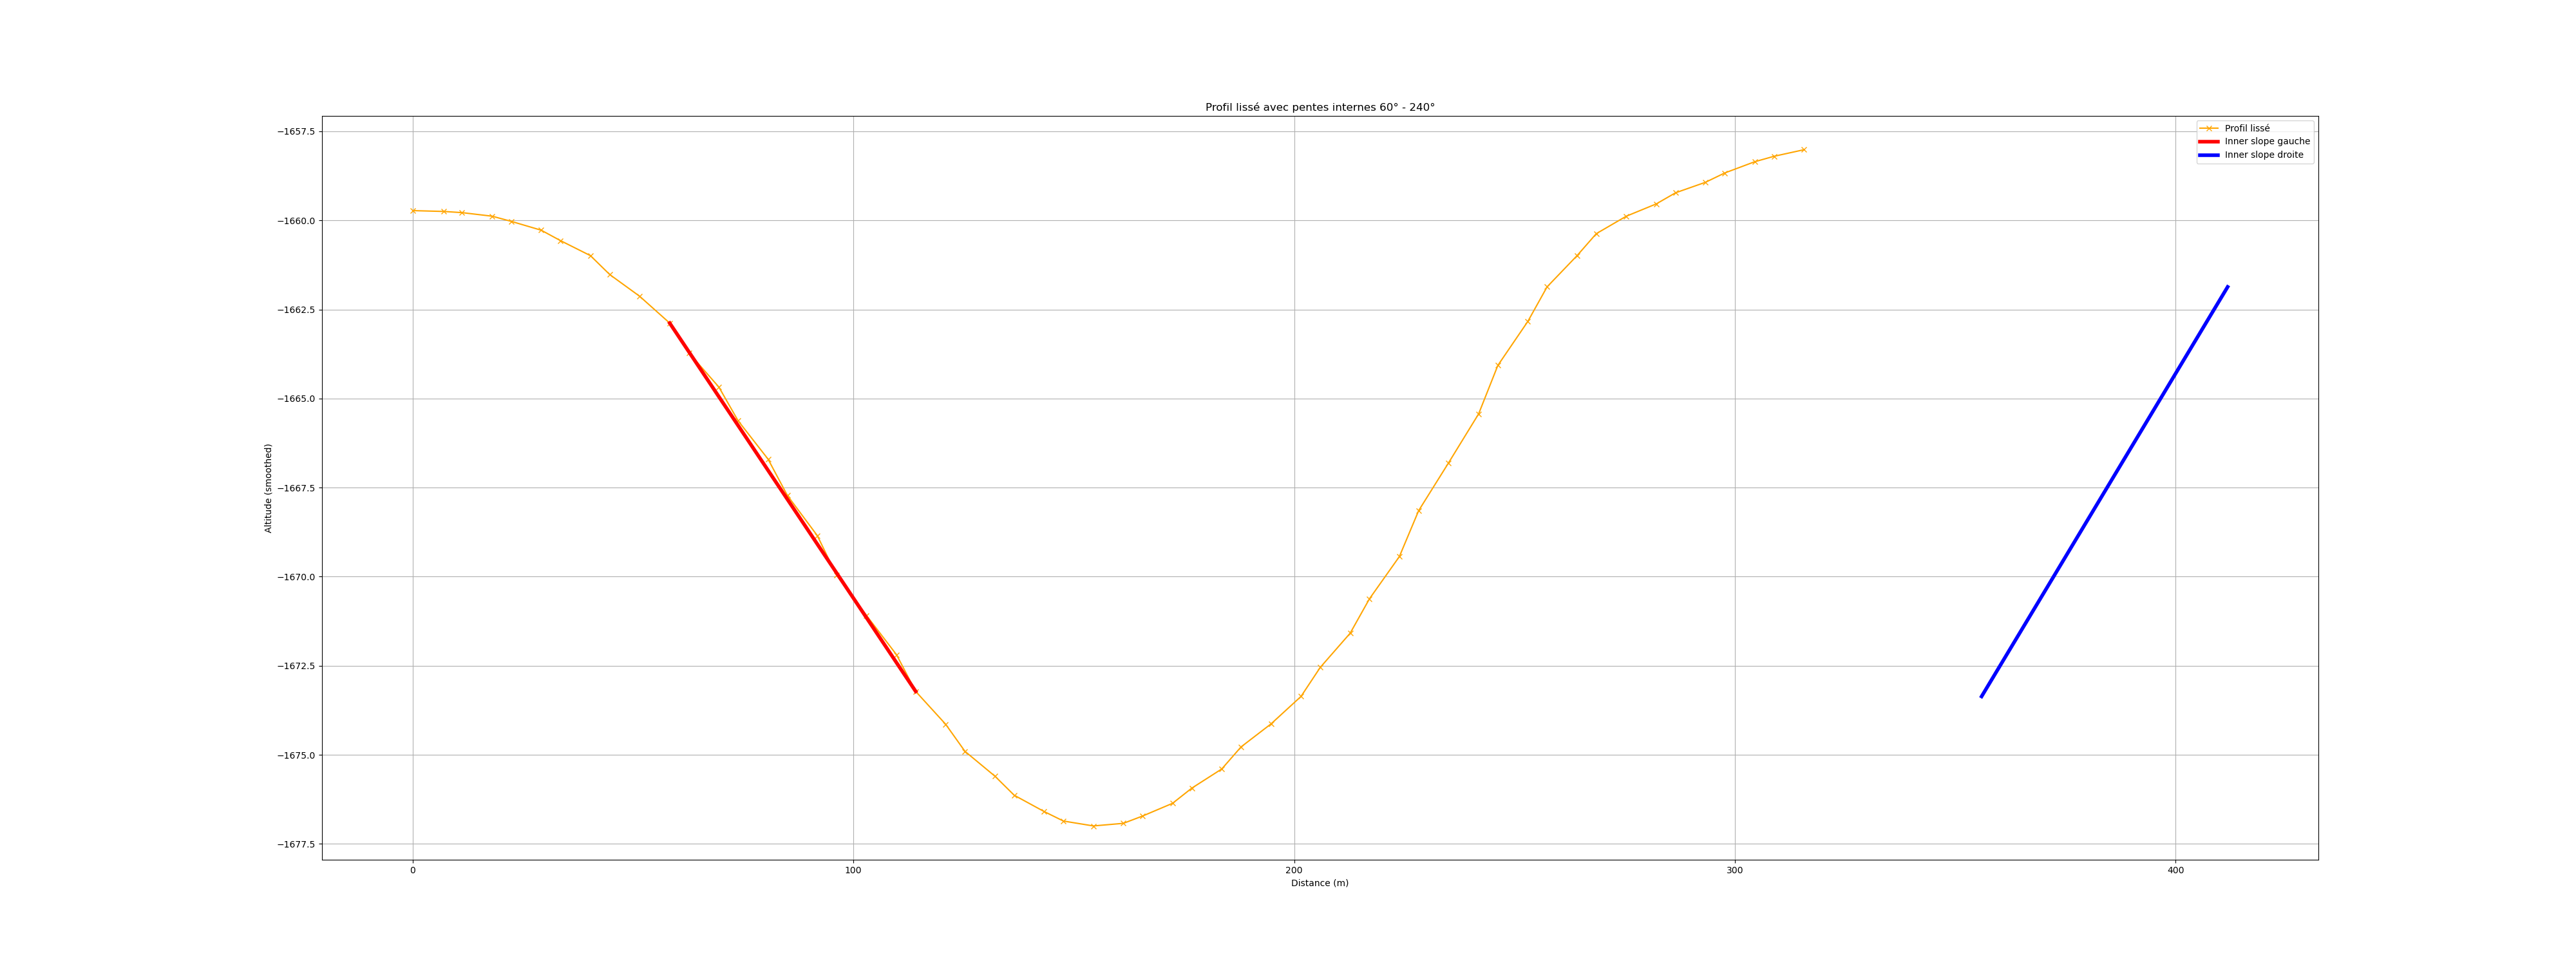 Profil lissé avec pentes internes 60° - 240°
Profil lissé
Inner slope gauche
Inner slope droite
−1657.5
−1660.0
−1662.5
−1665.0
−1667.5
−1670.0
−1672.5
−1675.0
−1677.5
Altitude (smoothed)
0
100
200
300
400
Distance (m)